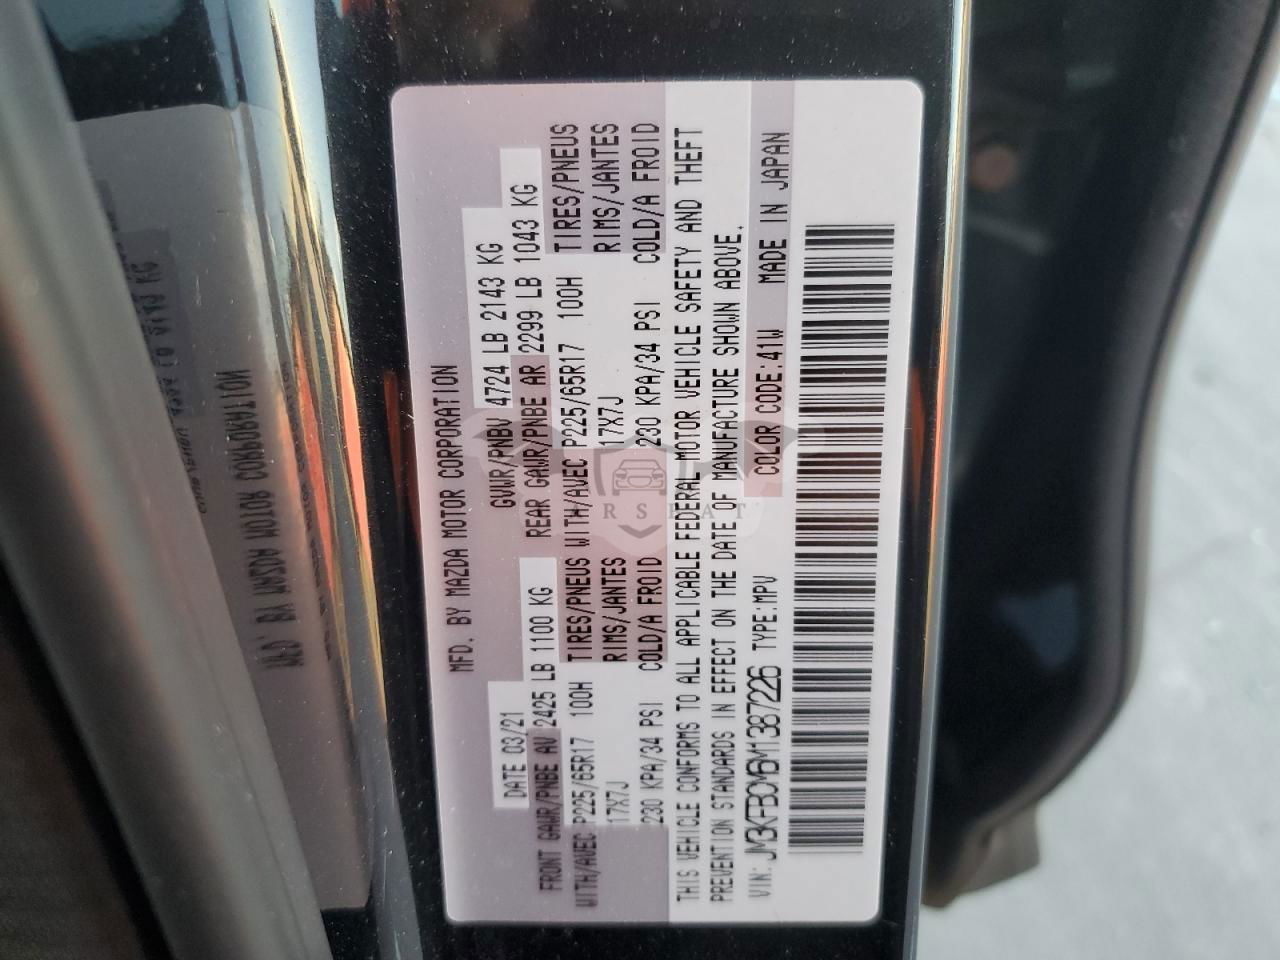 MFD. BY MAZDA MOTOR CORPORATION
DATE 03/21 GVWR/PNBV 4724 LB 2143 KG
FRONT GAWR/PNBE AV 2425 LB 1100 KG REAR GAWR/PNBE AR 2299 LB 1043 KG
WITH/AVEC P225/65R17 100H TIRES/PNEUS WITH/AVEC P225/65R17 100H TIRES/PNEUS
17X7J RIMS/JANTES 17X7J RIMS/JANTES
230 KPA/34 PSI COLD/A FROID 230 KPA/34 PSI COLD/A FROID
THIS VEHICLE CONFORMS TO ALL APPLICABLE FEDERAL MOTOR VEHICLE SAFETY AND THEFT
PREVENTION STANDARDS IN EFFECT ON THE DATE OF MANUFACTURE SHOWN ABOVE.
VIN: JM3KFBCM6M1387226 TYPE:MPV COLOR CODE:41W MADE IN JAPAN
MFD. BY MAZDA MOTOR CORPORATION